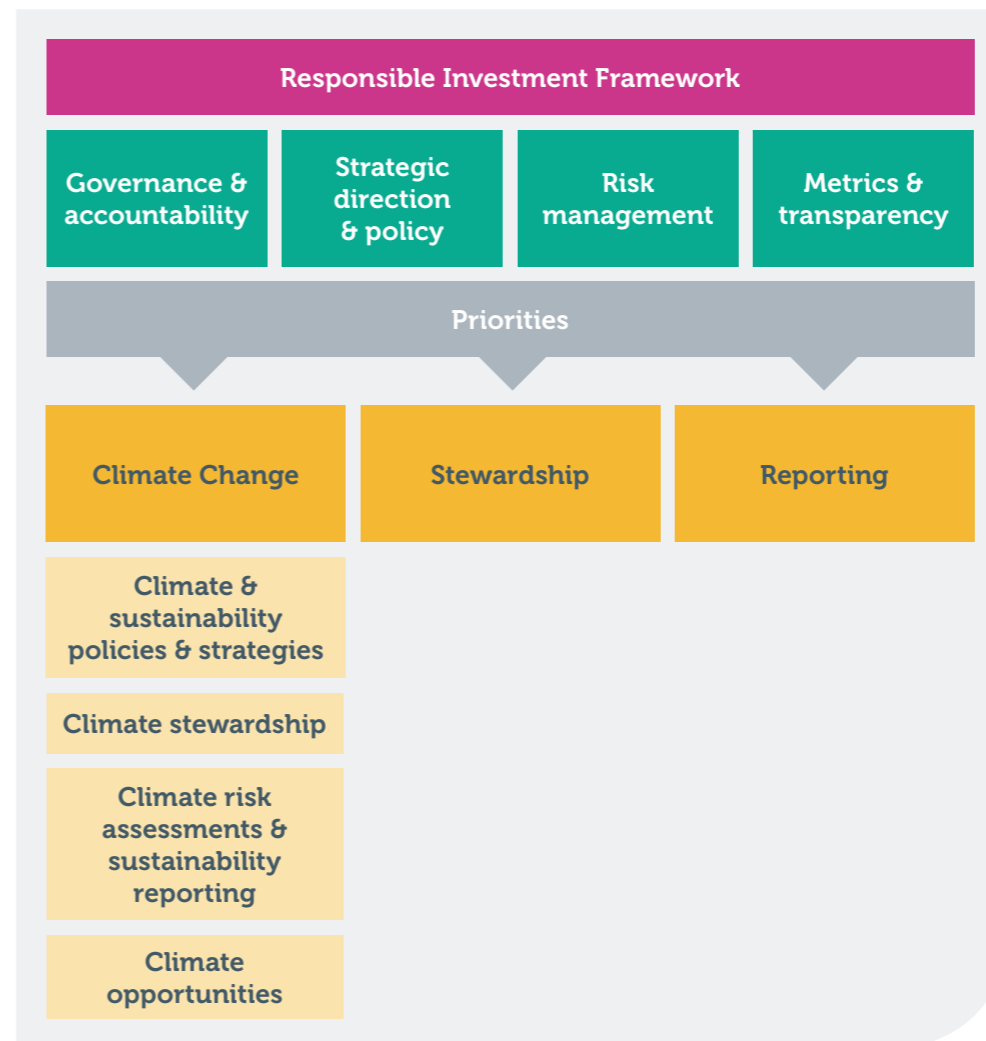 Responsible Investment Framework
Governance &
accountability
Strategic
direction
& policy
Risk
management
Metrics &
transparency
Priorities
Climate Change
Stewardship
Reporting
Climate &
sustainability
policies & strategies
Climate stewardship
Climate risk
assessments &
sustainability
reporting
Climate
opportunities